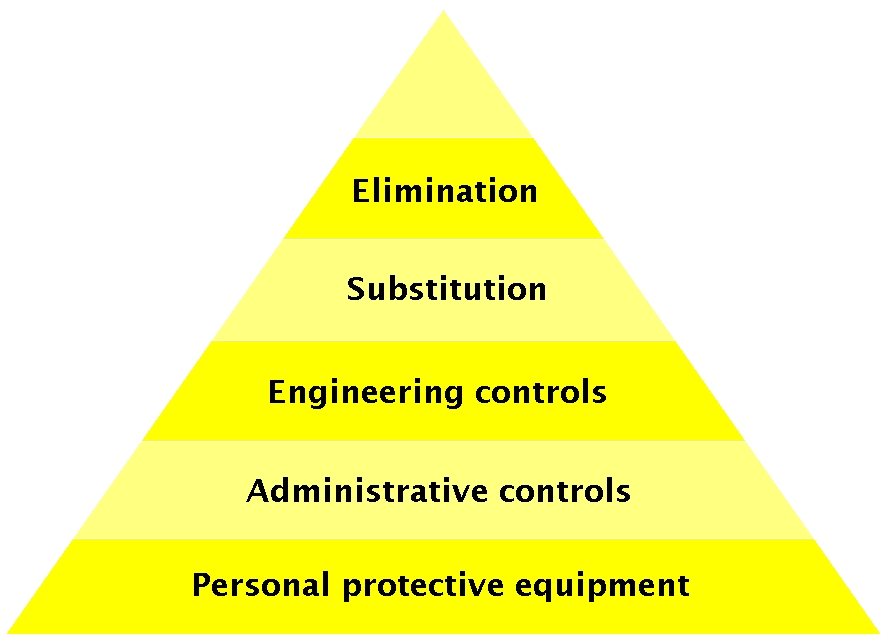 Elimination
Substitution
Engineering controls
Administrative controls
Personal protective equipment